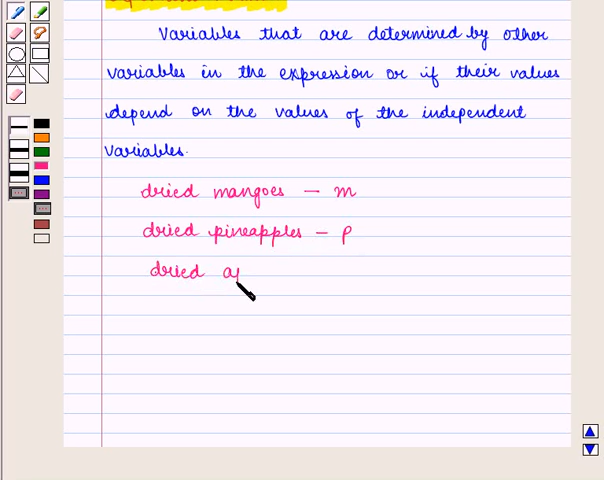 Variables that are determined by other
variables in the expression or if their values
depend on the values of the independent
variables.
dried mangoes – m
dried pineapples – p
dried ap